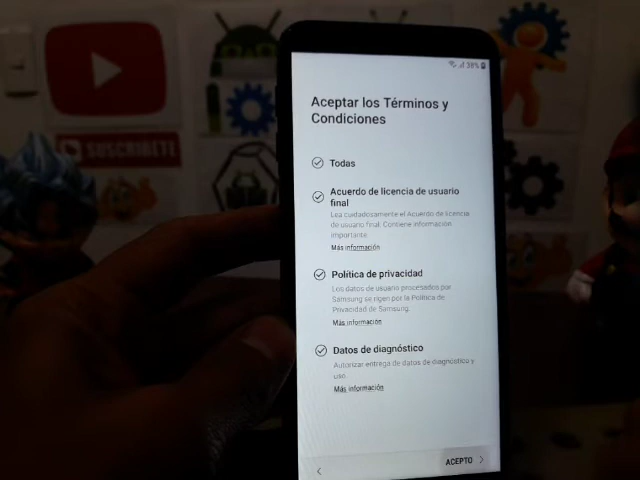 38%
Aceptar los Términos y
Condiciones
Todas
Acuerdo de licencia de usuario
final
Lea cuidadosamente el Acuerdo de licencia
de usuario final. Contiene información
importante.
Más información
Política de privacidad
Los datos de usuario procesados por
Samsung se rigen por la Política de
Privacidad de Samsung.
Más información
Datos de diagnóstico
Autorizar entrega de datos de diagnóstico y
uso.
Más información
ACEPTO
SUSCRIBETE